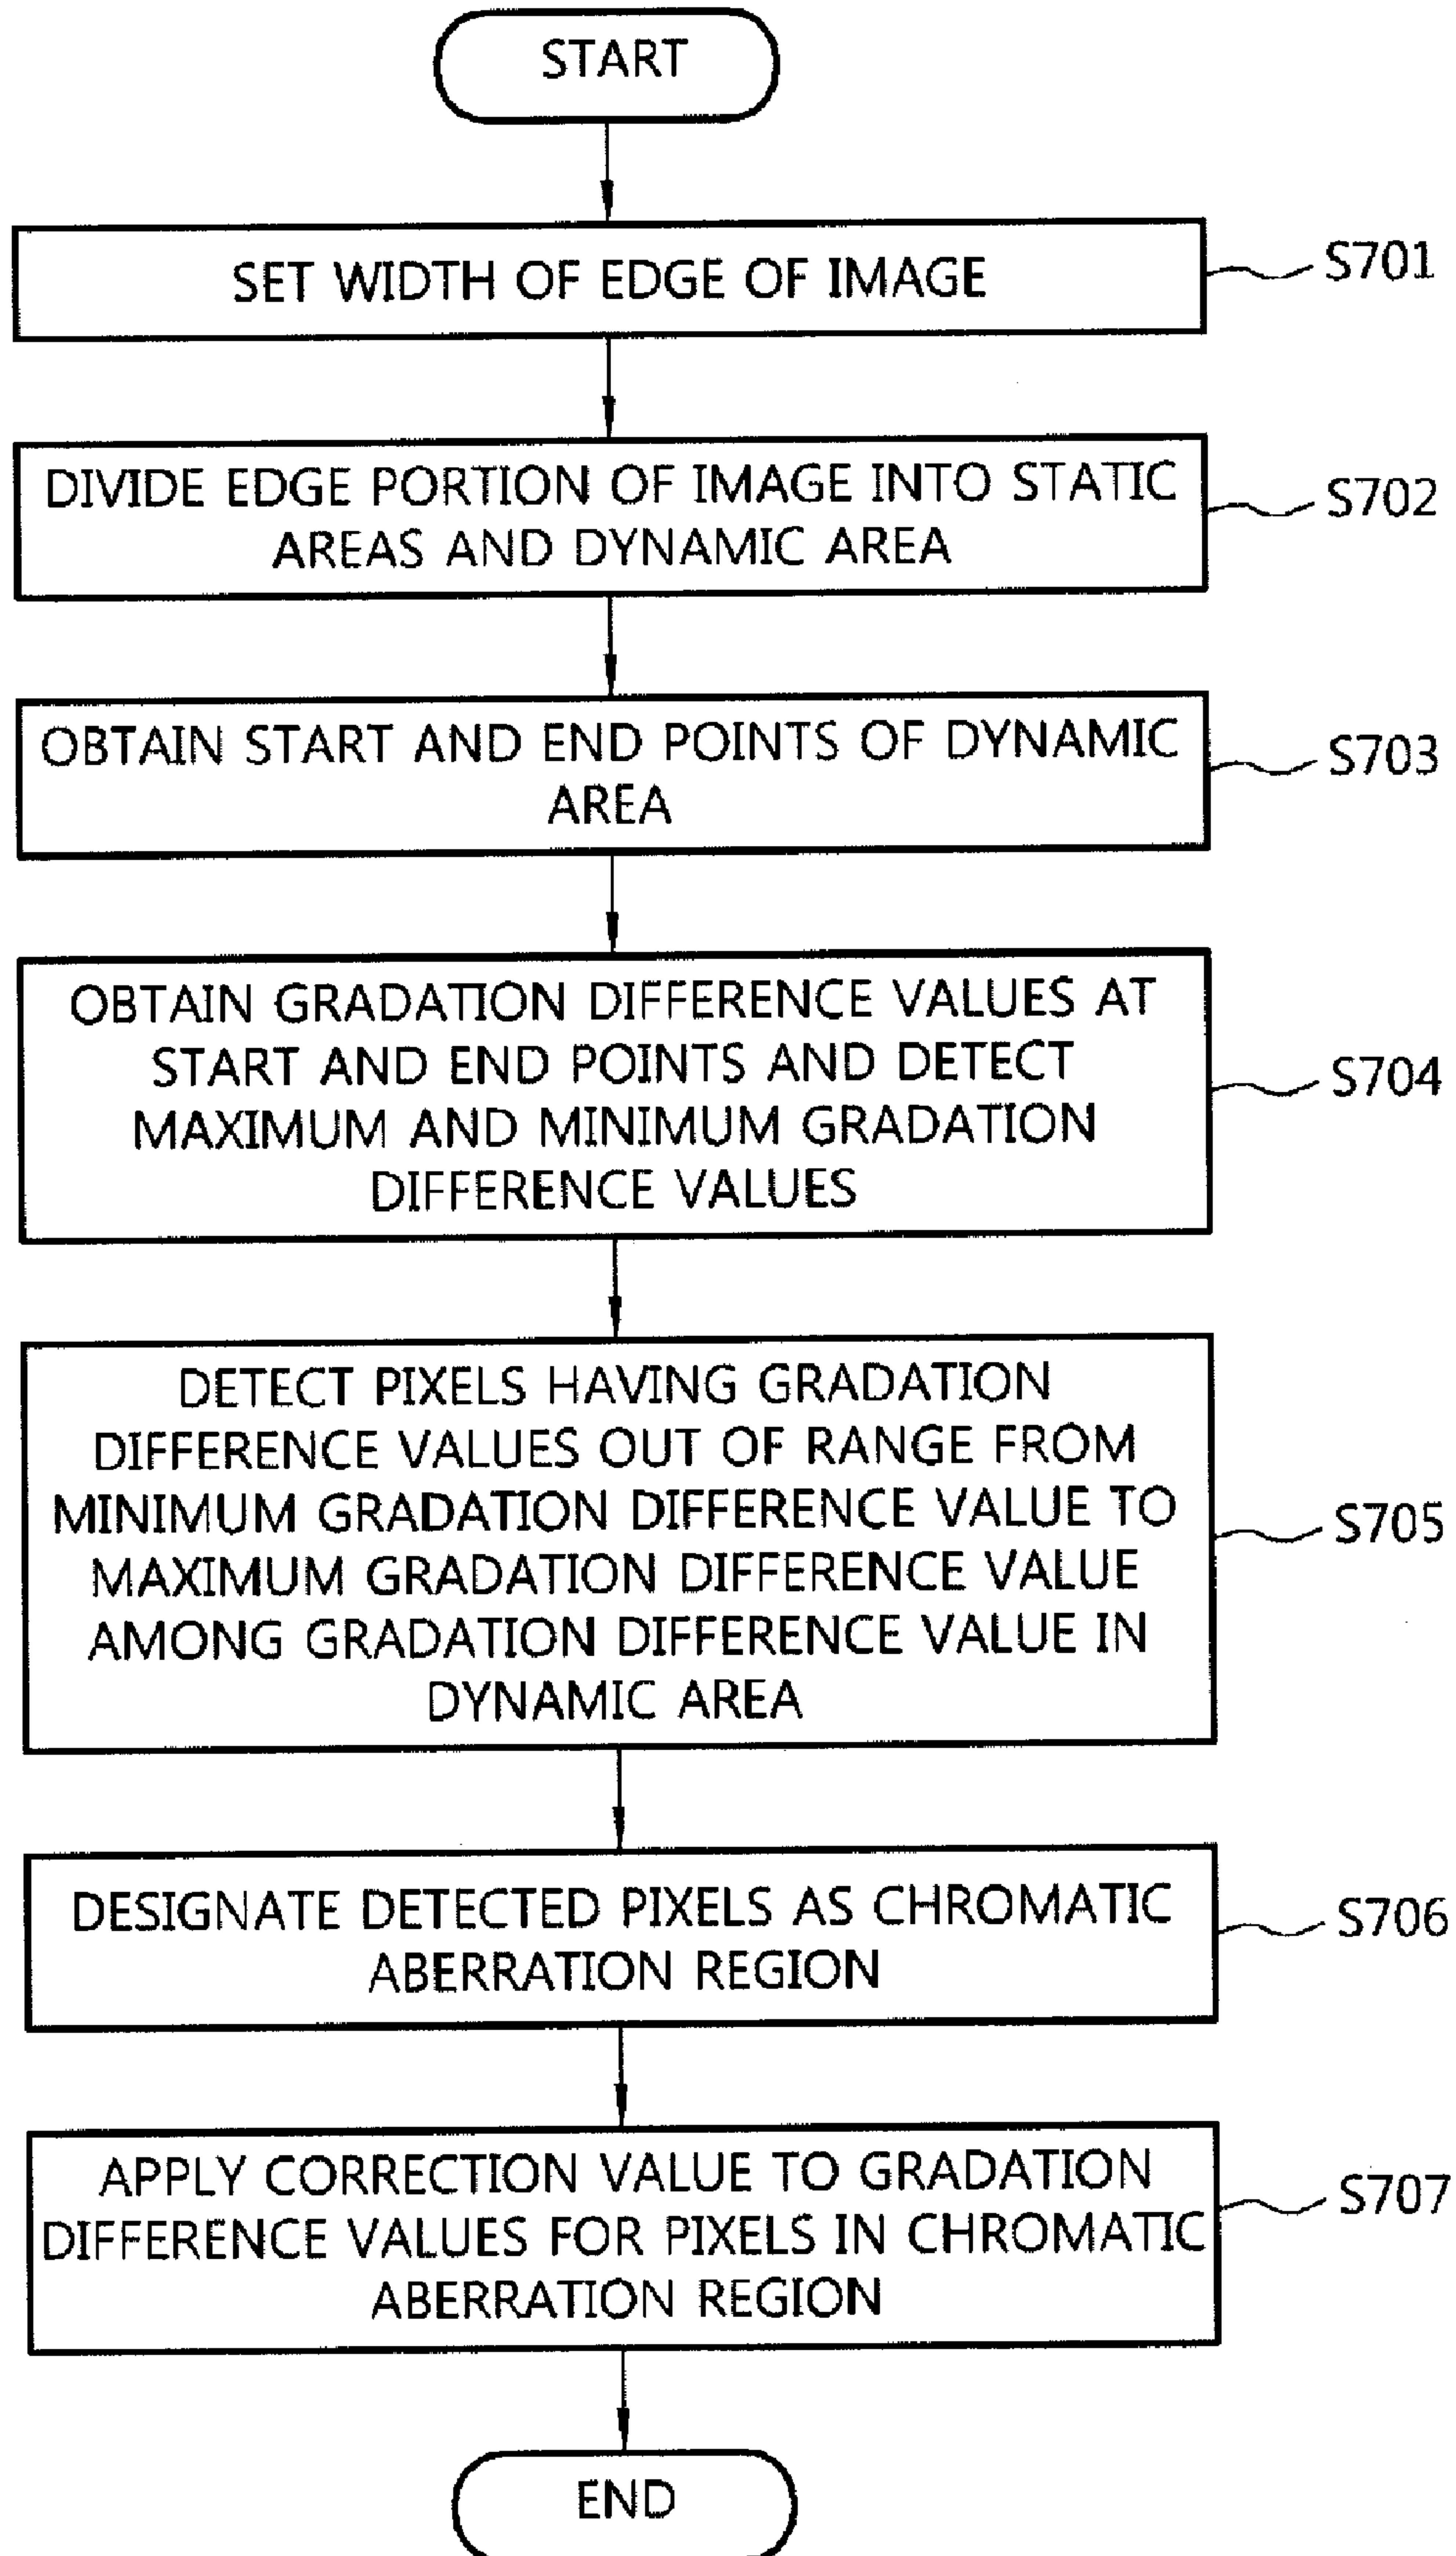 START
SET WIDTH OF EDGE OF IMAGE
S701
DIVIDE EDGE PORTION OF IMAGE INTO STATIC
AREAS AND DYNAMIC AREA
S702
OBTAIN START AND END POINTS OF DYNAMIC
AREA
S703
OBTAIN GRADATION DIFFERENCE VALUES AT
START AND END POINTS AND DETECT
MAXIMUM AND MINIMUM GRADATION
DIFFERENCE VALUES
S704
DETECT PIXELS HAVING GRADATION
DIFFERENCE VALUES OUT OF RANGE FROM
MINIMUM GRADATION DIFFERENCE VALUE TO
MAXIMUM GRADATION DIFFERENCE VALUE
AMONG GRADATION DIFFERENCE VALUE IN
DYNAMIC AREA
S705
DESIGNATE DETECTED PIXELS AS CHROMATIC
ABERRATION REGION
S706
APPLY CORRECTION VALUE TO GRADATION
DIFFERENCE VALUES FOR PIXELS IN CHROMATIC
ABERRATION REGION
S707
END